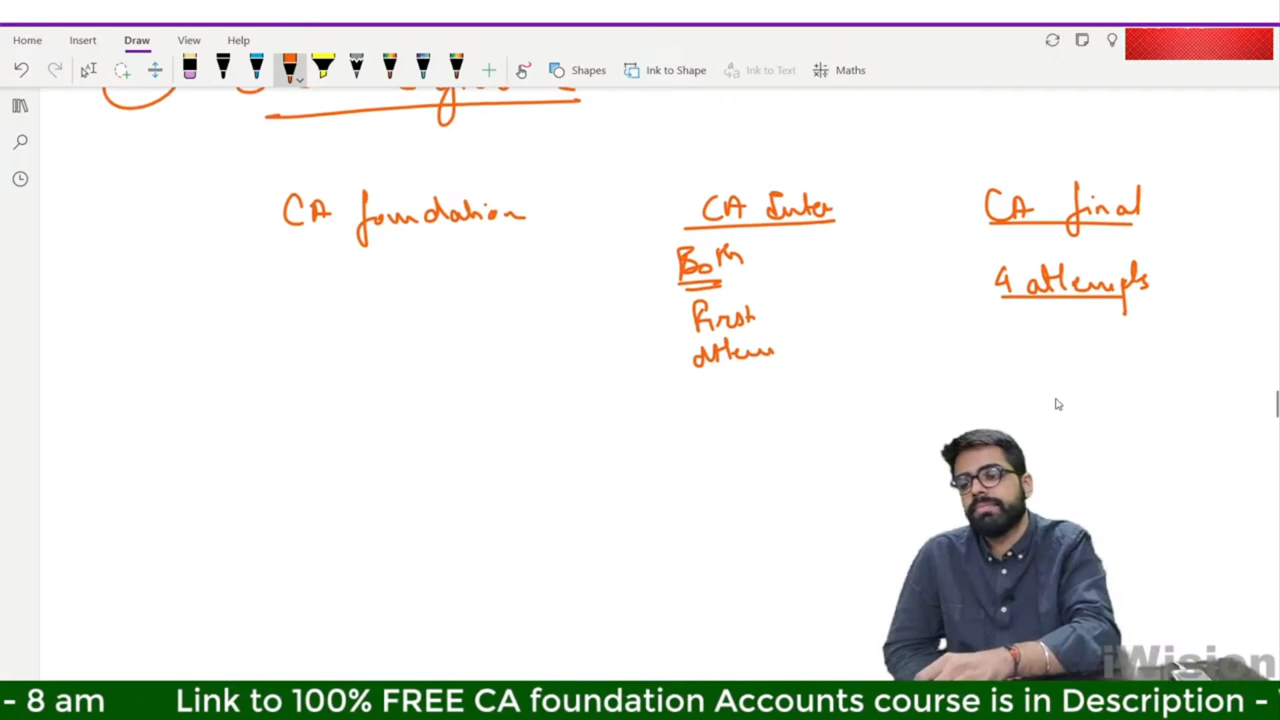 Home Insert Draw View Help
Shapes Ink to Shape Ink to Text Maths
CA foundation
CA Inter
CA final
Both
4 attempts
First
Attem
iWision
- 8 am Link to 100% FREE CA foundation Accounts course is in Description -